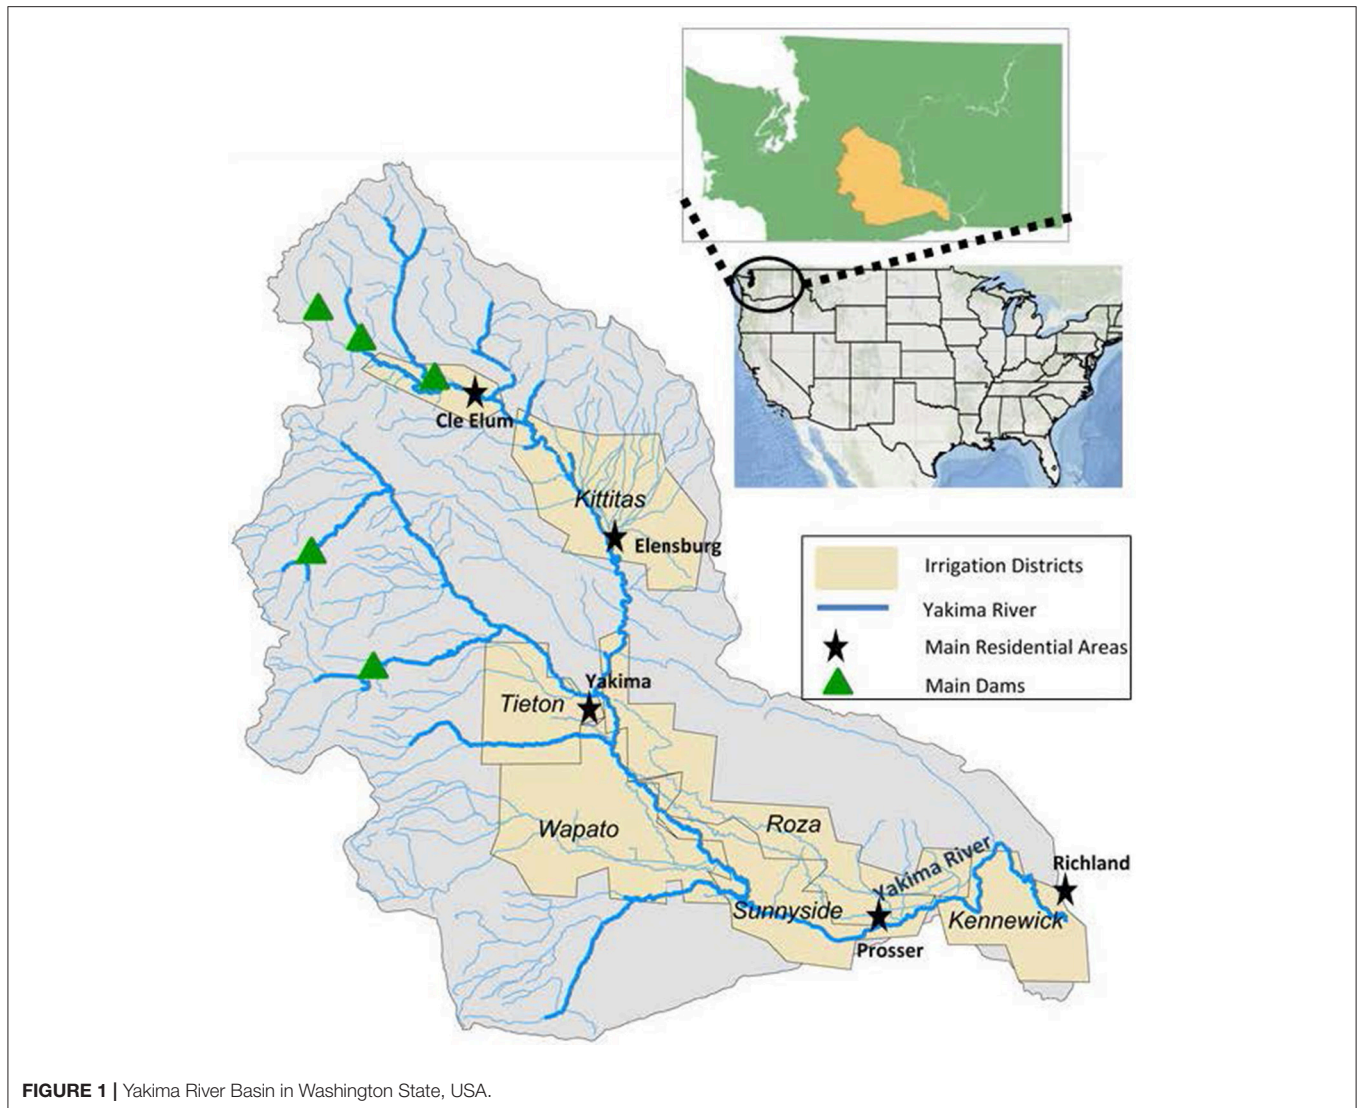 Cle Elum
Kittitas
Elensburg
Irrigation Districts
Yakima River
Main Residential Areas
Main Dams
Yakima
Tieton
Wapato
Roza
Yakima River
Richland
Sunnyside
Kennewick
Prosser
FIGURE 1 | Yakima River Basin in Washington State, USA.